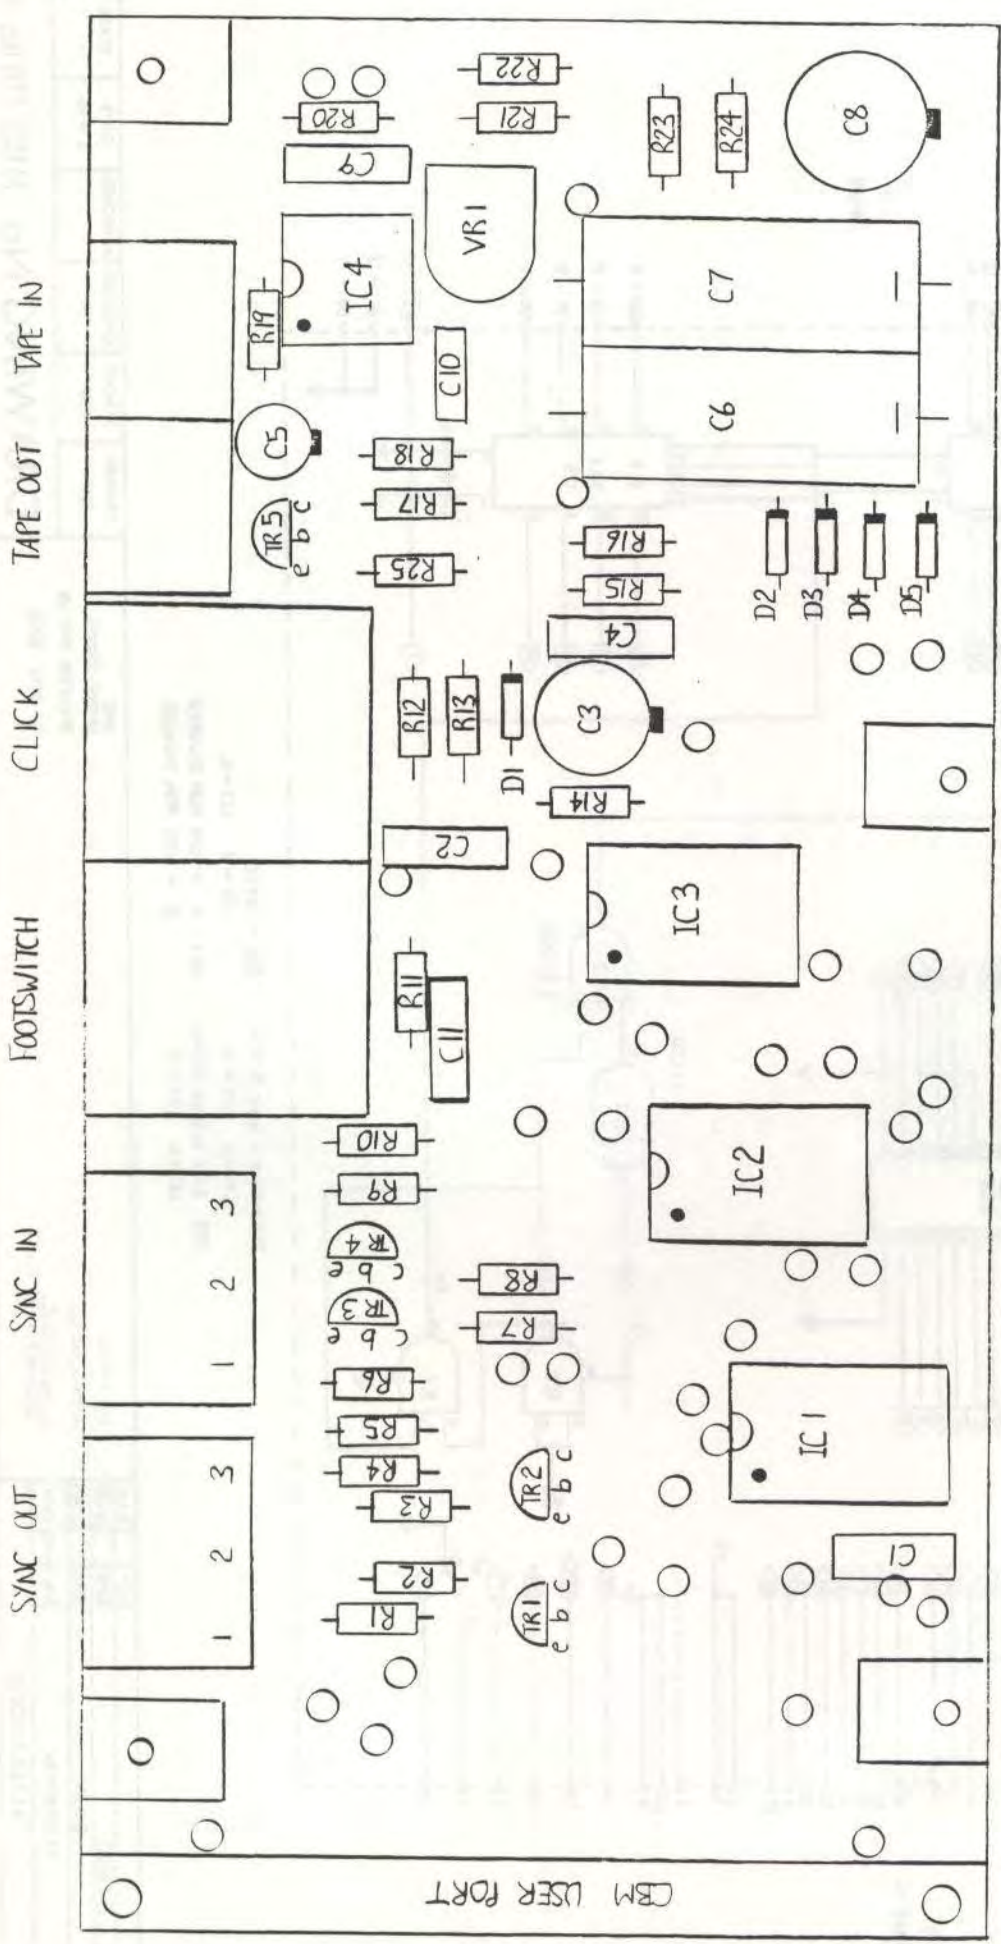 SYNC OUT
SYNC IN
FOOTSWITCH
CLICK
TAPE OUT
TAPE IN
1
2
3
1
2
3
CBM USER PORT
R1
R2
R3
R4
R5
R6
TR3
c b e
TR4
c b e
R9
R10
R11
C11
C2
R12
R13
D1
R25
R17
R18
TR5
e b c
C5
R19
C10
IC4
VR1
C9
R20
R21
R22
TR1
e b c
TR2
e b c
R7
R8
R14
C3
C4
R15
R16
C1
IC1
IC2
IC3
D2
D3
D4
D5
C6
C7
R23
R24
C8